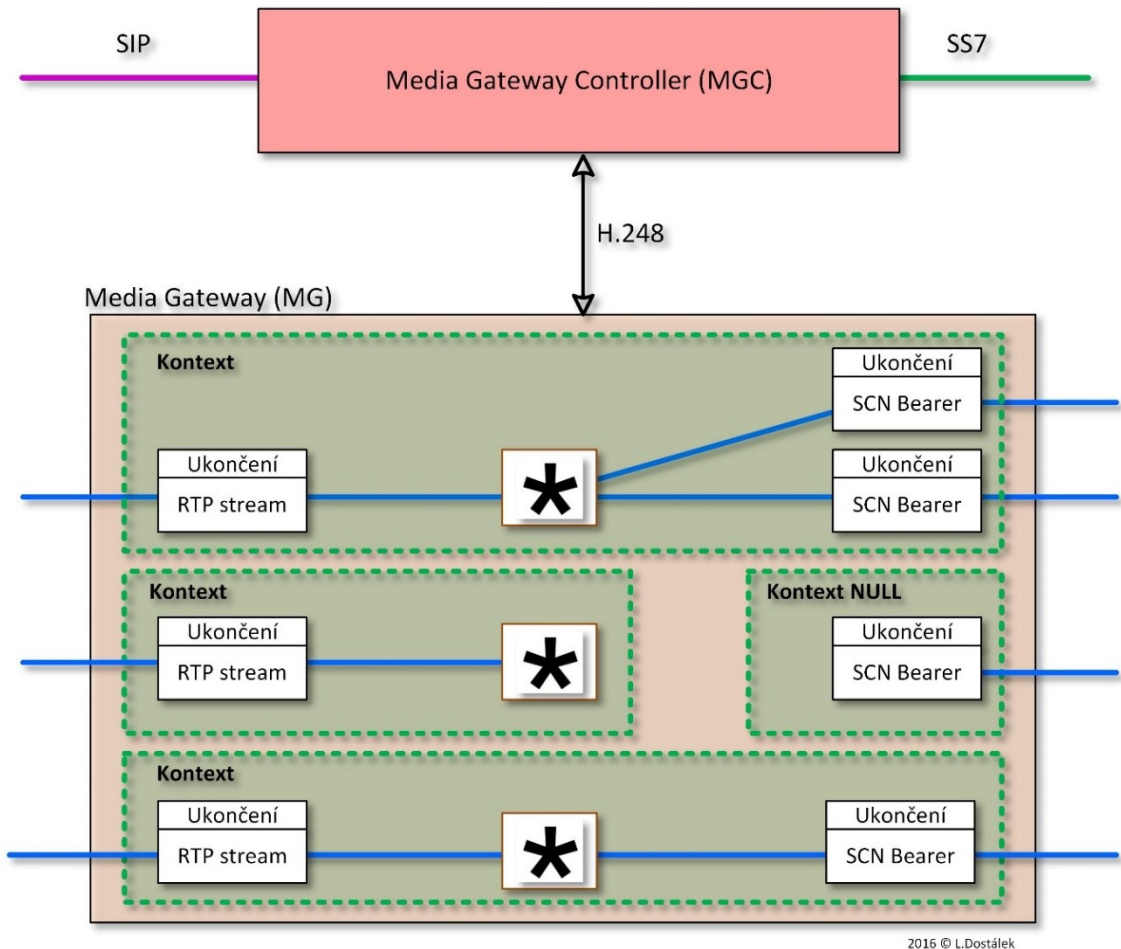 SIP
SS7
Media Gateway Controller (MGC)
H.248
Media Gateway (MG)
Kontext
Ukončení
SCN Bearer
Ukončení
RTP stream
Ukončení
SCN Bearer
Kontext
Ukončení
RTP stream
Kontext NULL
Ukončení
SCN Bearer
Kontext
Ukončení
RTP stream
Ukončení
SCN Bearer
2016 © L.Dostálek